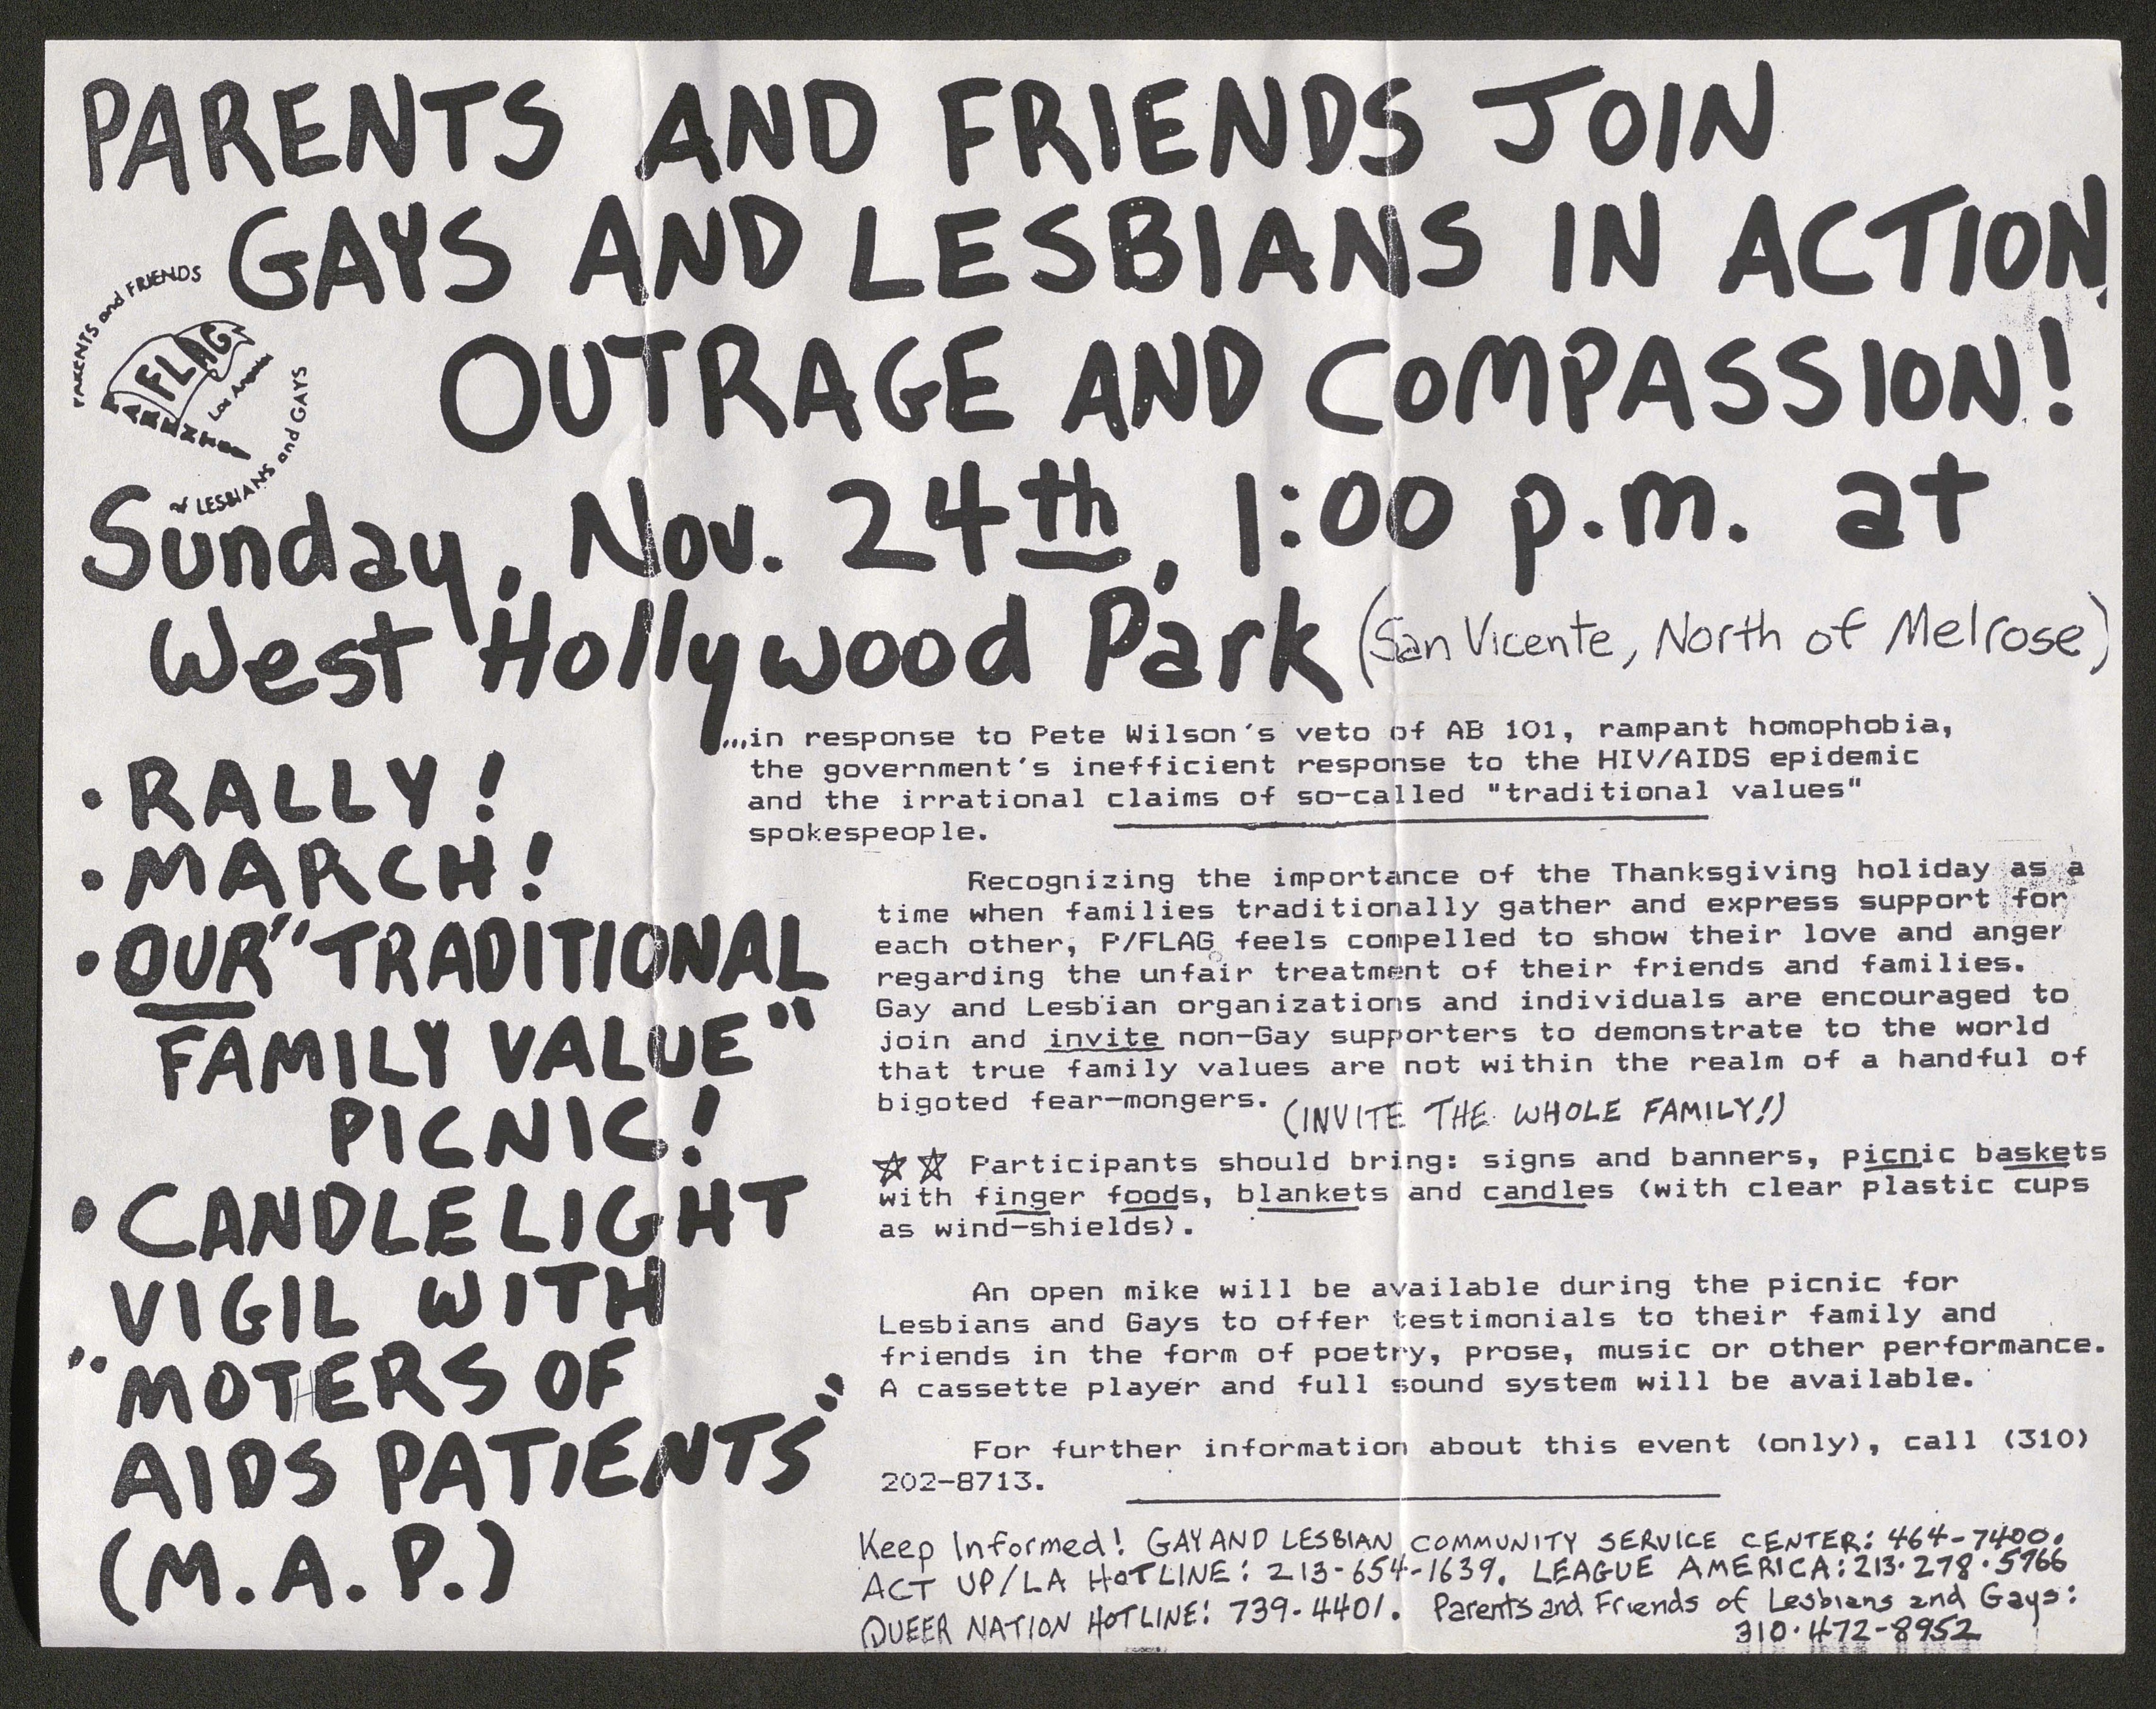 PARENTS AND FRIENDS JOIN
GAYS AND LESBIANS IN ACTION,
OUTRAGE AND COMPASSION!
PARENTS and FRIENDS
of LESBIANS and GAYS
PARENTS
FLAG
Los Angeles
Sunday, Nov. 24th, 1:00 p.m. at
West Hollywood Park (San Vicente, North of Melrose)
...in response to Pete Wilson's veto of AB 101, rampant homophobia,
the government's inefficient response to the HIV/AIDS epidemic
and the irrational claims of so-called "traditional values"
spokespeople.
• RALLY!
• MARCH!
• OUR "TRADITIONAL
FAMILY VALUE"
PICNIC!
• CANDLELIGHT
VIGIL WITH
"MOTHERS OF
AIDS PATIENTS"
(M.A.P.)
Recognizing the importance of the Thanksgiving holiday as a
time when families traditionally gather and express support for
each other, P/FLAG feels compelled to show their love and anger
regarding the unfair treatment of their friends and families.
Gay and Lesbian organizations and individuals are encouraged to
join and invite non-Gay supporters to demonstrate to the world
that true family values are not within the realm of a handful of
bigoted fear-mongers. (INVITE THE WHOLE FAMILY!)
☆☆ Participants should bring: signs and banners, picnic baskets
with finger foods, blankets and candles (with clear plastic cups
as wind-shields).
An open mike will be available during the picnic for
Lesbians and Gays to offer testimonials to their family and
friends in the form of poetry, prose, music or other performance.
A cassette player and full sound system will be available.
For further information about this event (only), call (310)
202-8713.
Keep Informed! GAY AND LESBIAN COMMUNITY SERVICE CENTER: 464-7400.
ACT UP/LA HOTLINE: 213-654-1639. LEAGUE AMERICA: 213·278·5766
QUEER NATION HOTLINE: 739-4401. Parents and Friends of Lesbians and Gays:
310·472-8952